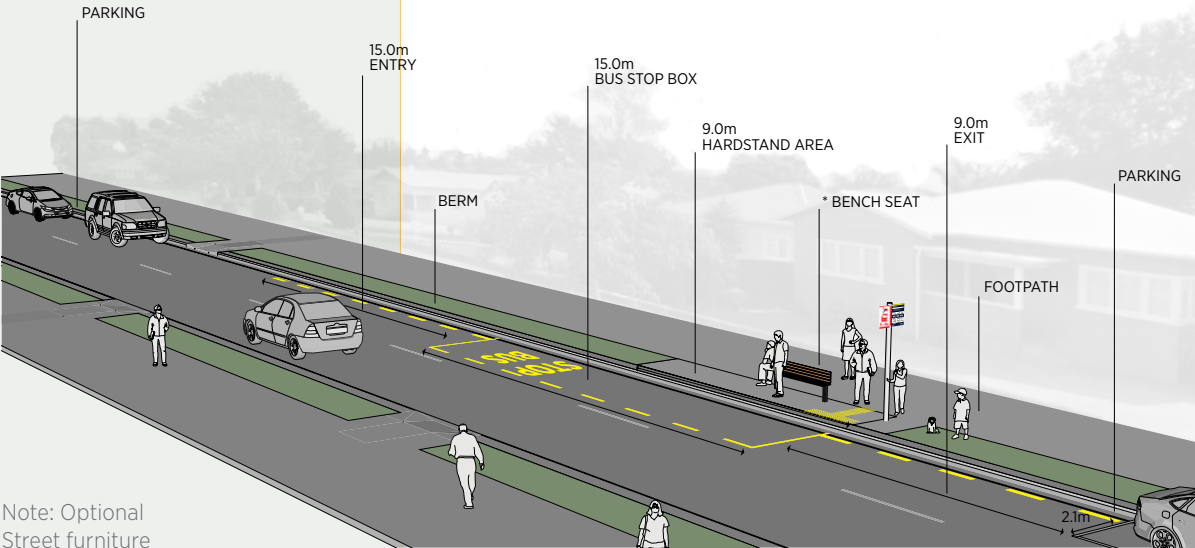 PARKING
15.0m
ENTRY
15.0m
BUS STOP BOX
9.0m
HARDSTAND AREA
9.0m
EXIT
PARKING
BERM
* BENCH SEAT
FOOTPATH
BUS
STOP
2.1m
Note: Optional
Street furniture